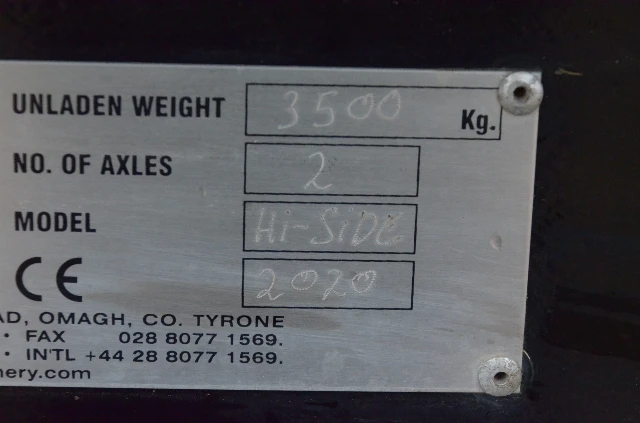 UNLADEN WEIGHT 3500 Kg.
NO. OF AXLES 2
MODEL Hi-SiDE
CE 2020
AD, OMAGH, CO. TYRONE
• FAX 028 8077 1569.
• IN'TL +44 28 8077 1569.
nery.com